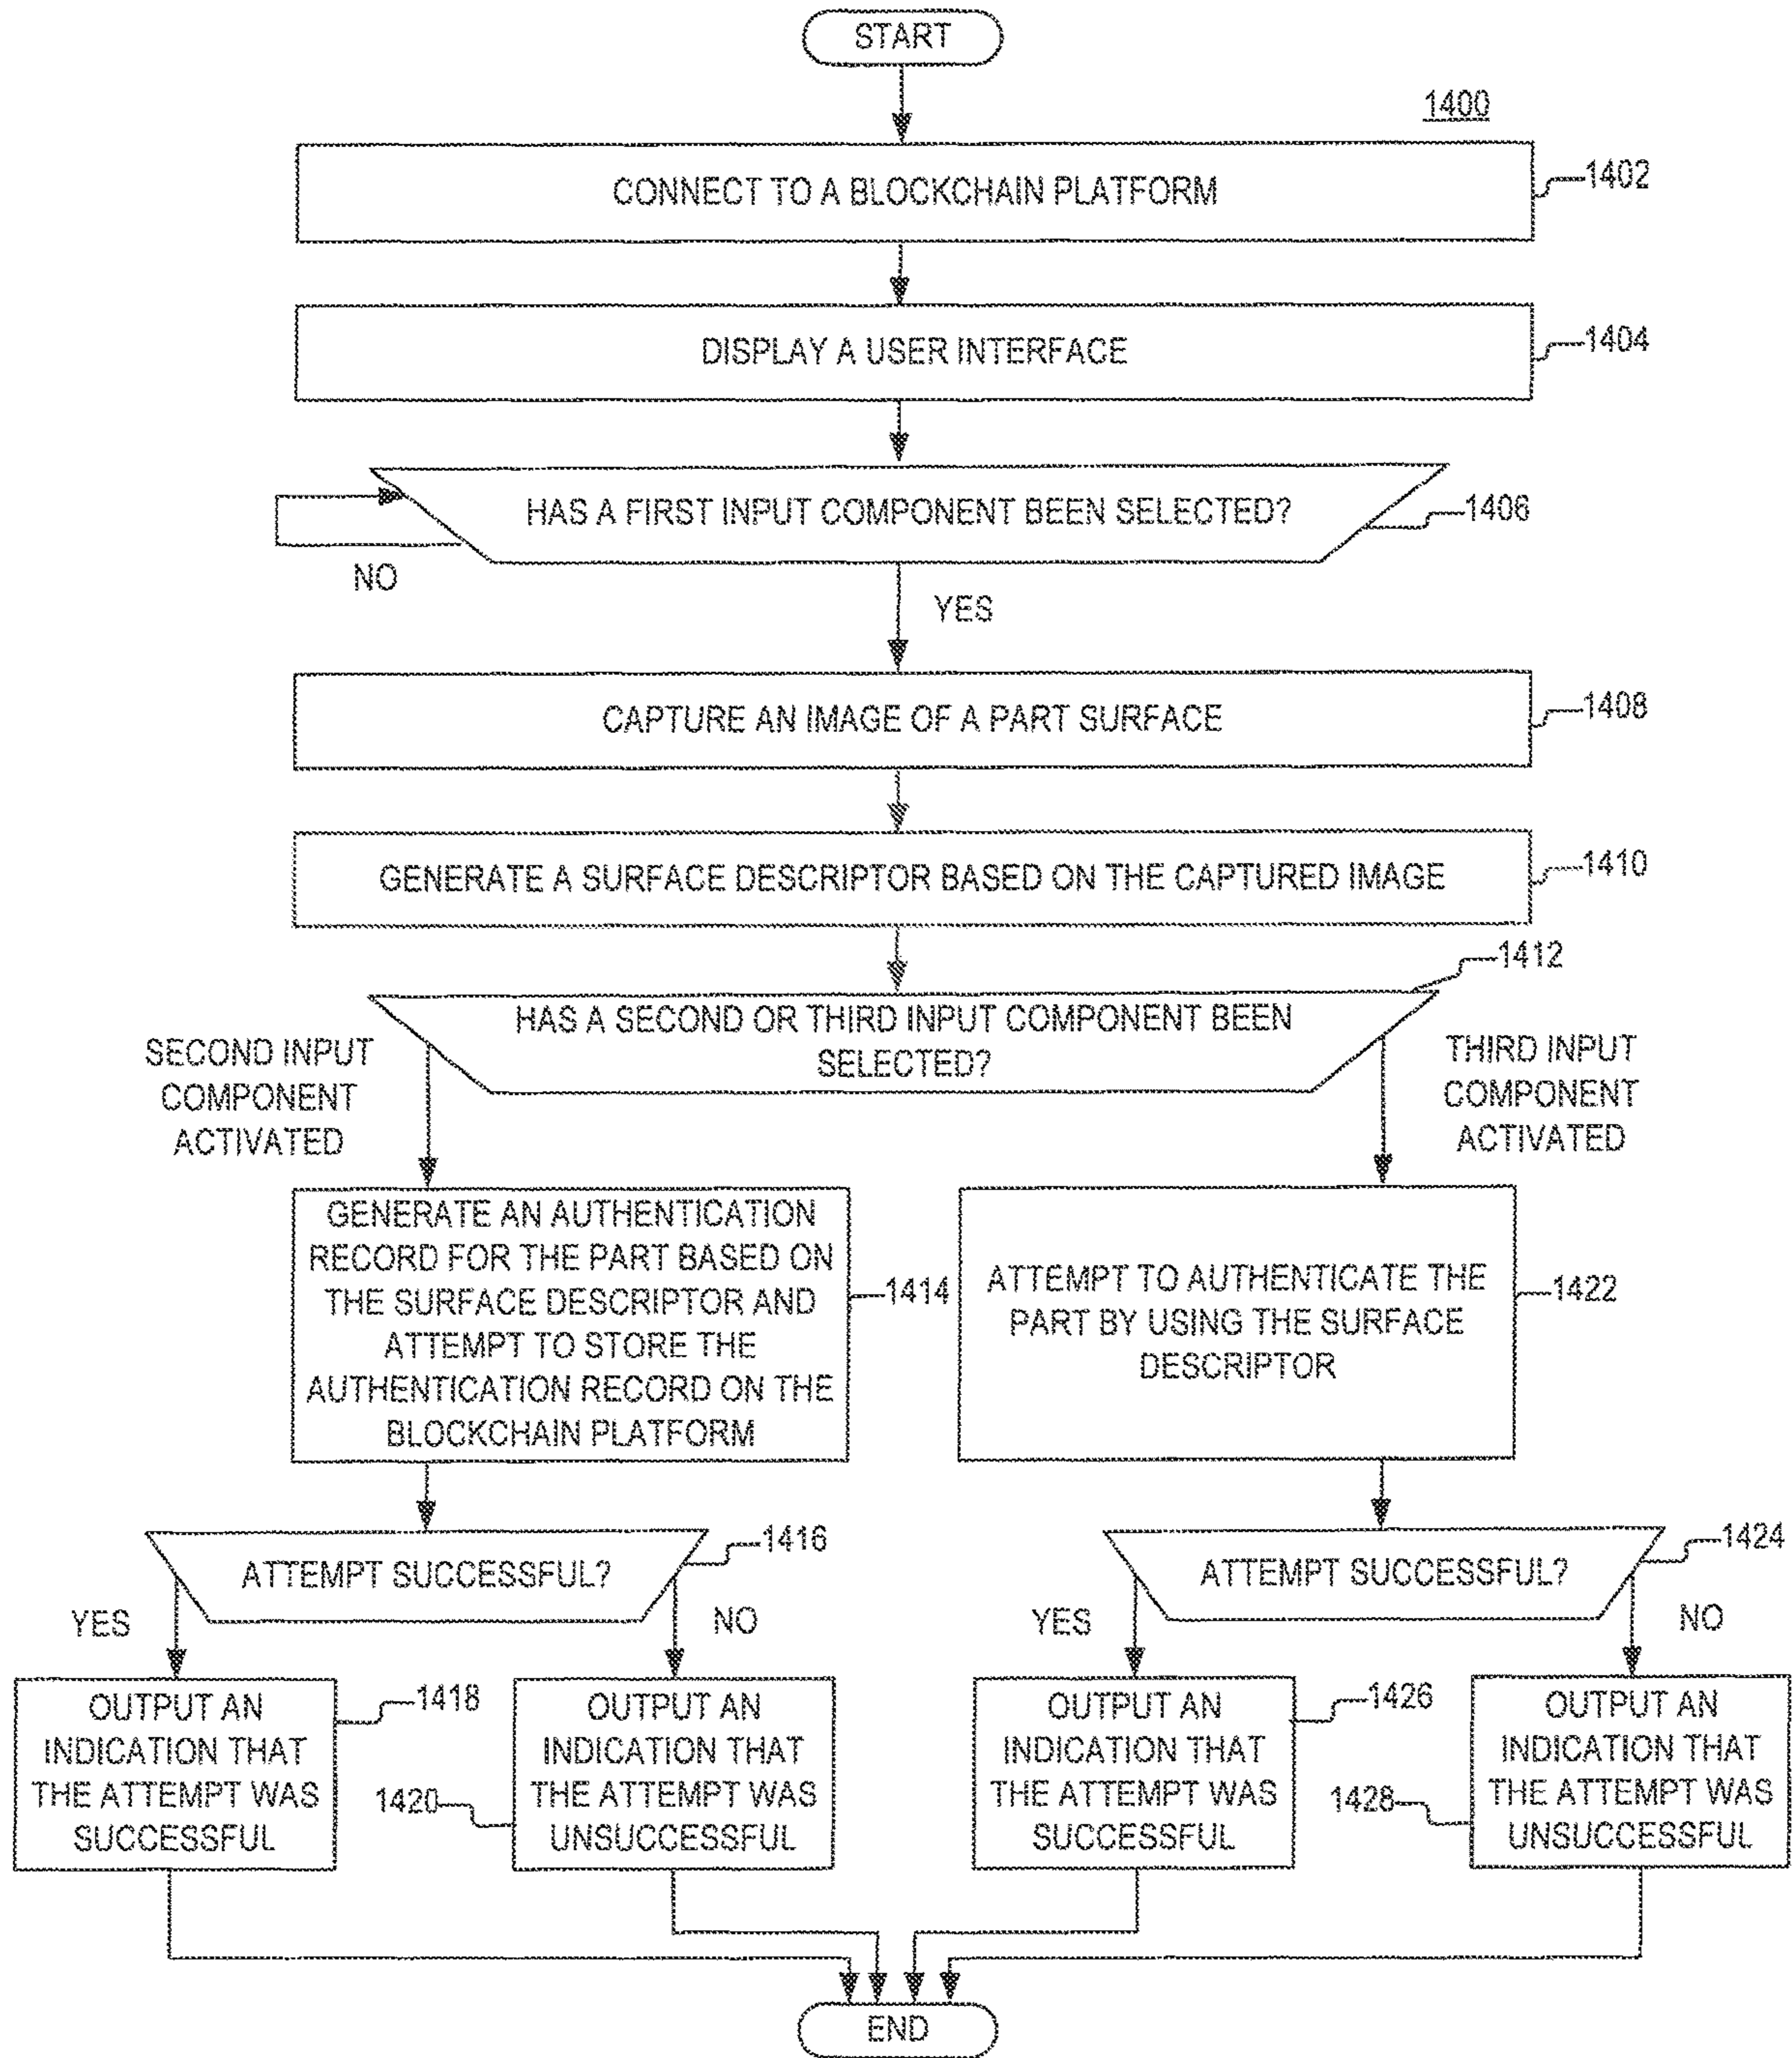 START
1400
CONNECT TO A BLOCKCHAIN PLATFORM
1402
DISPLAY A USER INTERFACE
1404
HAS A FIRST INPUT COMPONENT BEEN SELECTED?
1406
NO
YES
CAPTURE AN IMAGE OF A PART SURFACE
1408
GENERATE A SURFACE DESCRIPTOR BASED ON THE CAPTURED IMAGE
1410
1412
HAS A SECOND OR THIRD INPUT COMPONENT BEEN
SELECTED?
SECOND INPUT
COMPONENT
ACTIVATED
THIRD INPUT
COMPONENT
ACTIVATED
GENERATE AN AUTHENTICATION
RECORD FOR THE PART BASED ON
THE SURFACE DESCRIPTOR AND
ATTEMPT TO STORE THE
AUTHENTICATION RECORD ON THE
BLOCKCHAIN PLATFORM
1414
ATTEMPT TO AUTHENTICATE THE
PART BY USING THE SURFACE
DESCRIPTOR
1422
ATTEMPT SUCCESSFUL?
1416
ATTEMPT SUCCESSFUL?
1424
YES
NO
YES
NO
OUTPUT AN
INDICATION THAT
THE ATTEMPT WAS
SUCCESSFUL
1418
OUTPUT AN
INDICATION THAT
THE ATTEMPT WAS
UNSUCCESSFUL
1420
OUTPUT AN
INDICATION THAT
THE ATTEMPT WAS
SUCCESSFUL
1426
OUTPUT AN
INDICATION THAT
THE ATTEMPT WAS
UNSUCCESSFUL
1428
END